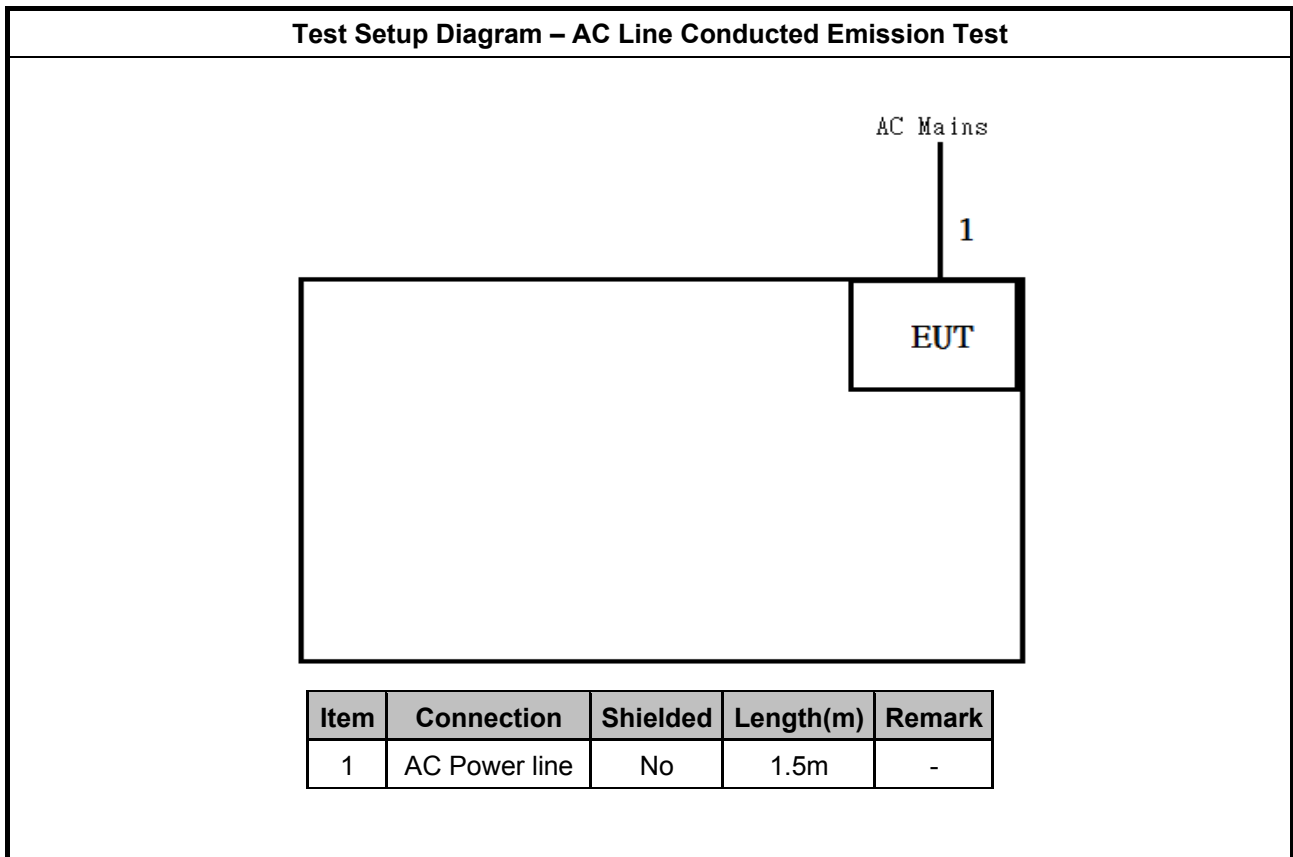 Test Setup Diagram – AC Line Conducted Emission Test
AC Mains
1
EUT
Item Connection Shielded Length(m) Remark
1 AC Power line No 1.5m -